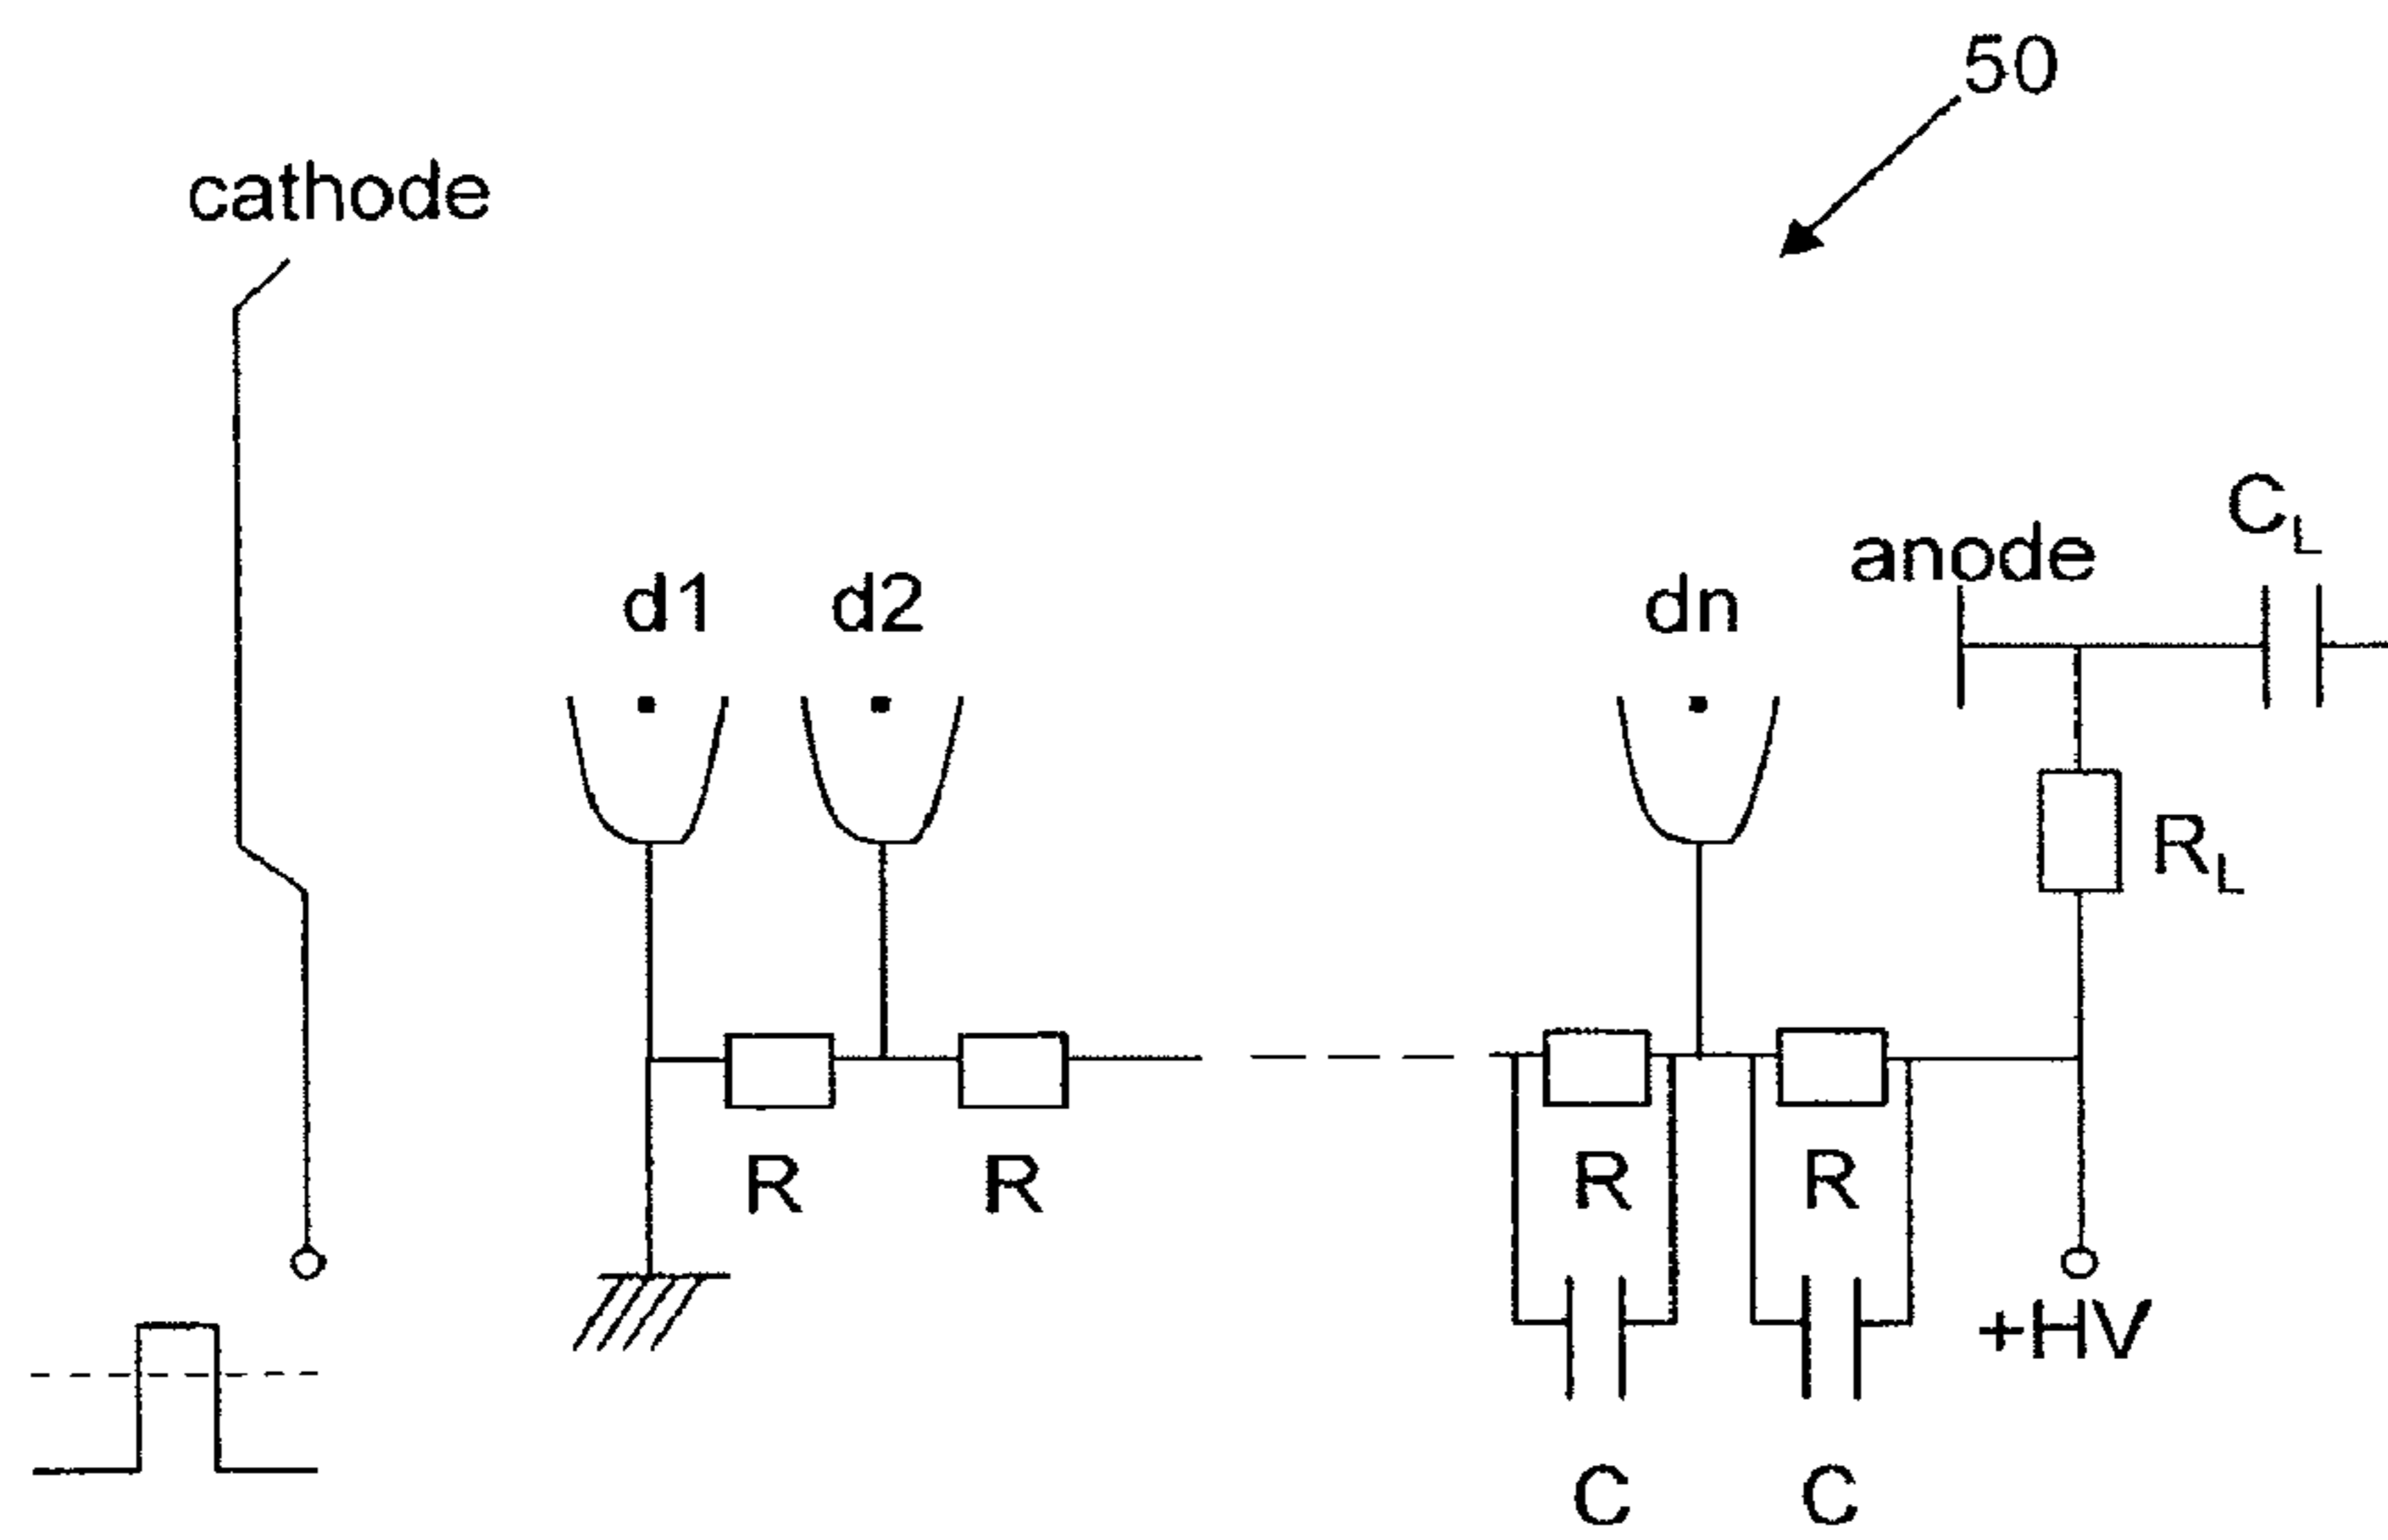 50
cathode
C_L
anode
d1 d2 dn
R_L
R R R R
+HV
C C